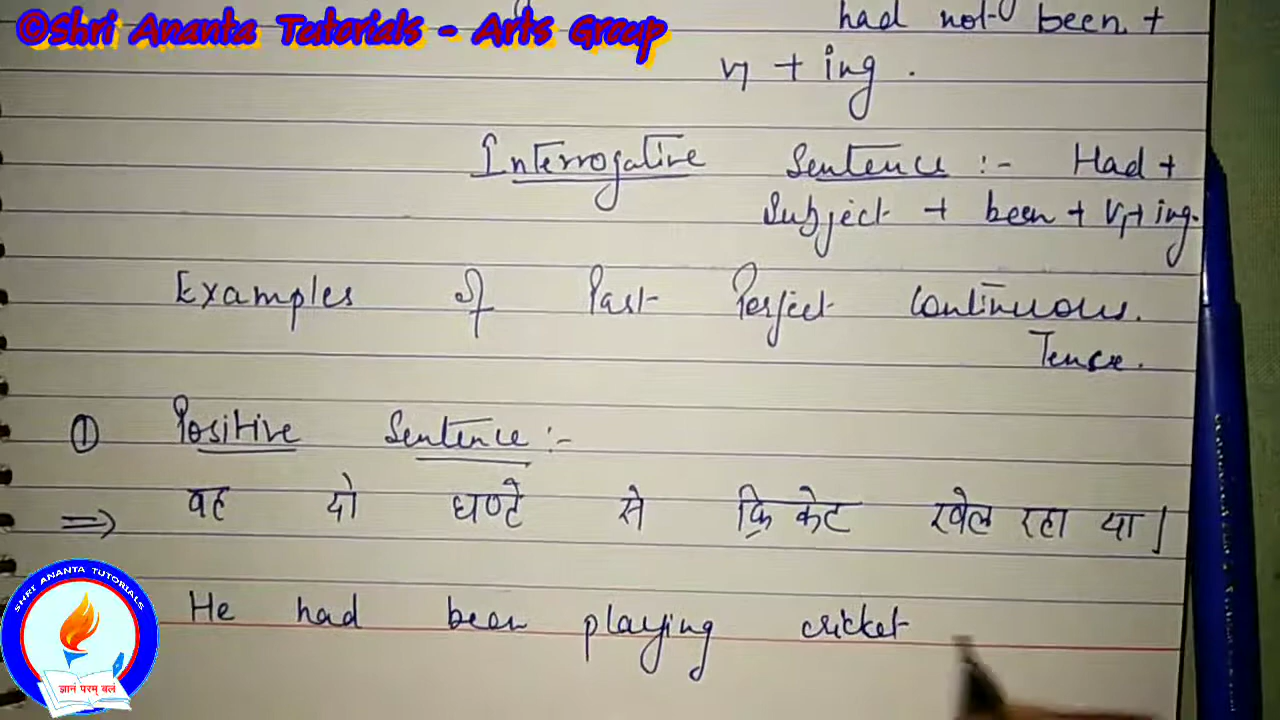 ©Shri Ananta Tutorials - Arts Group
had not been +
V1 + ing.
Interrogative Sentence :- Had +
Subject + been + V1 + ing.
Examples of Past Perfect Continuous.
Tense.
① Positive Sentence :-
⇒ वह दो घण्टे से क्रिकेट खेल रहा था|
He had been playing cricket
SHRI ANANTA TUTORIALS
ज्ञानं परमं बलं